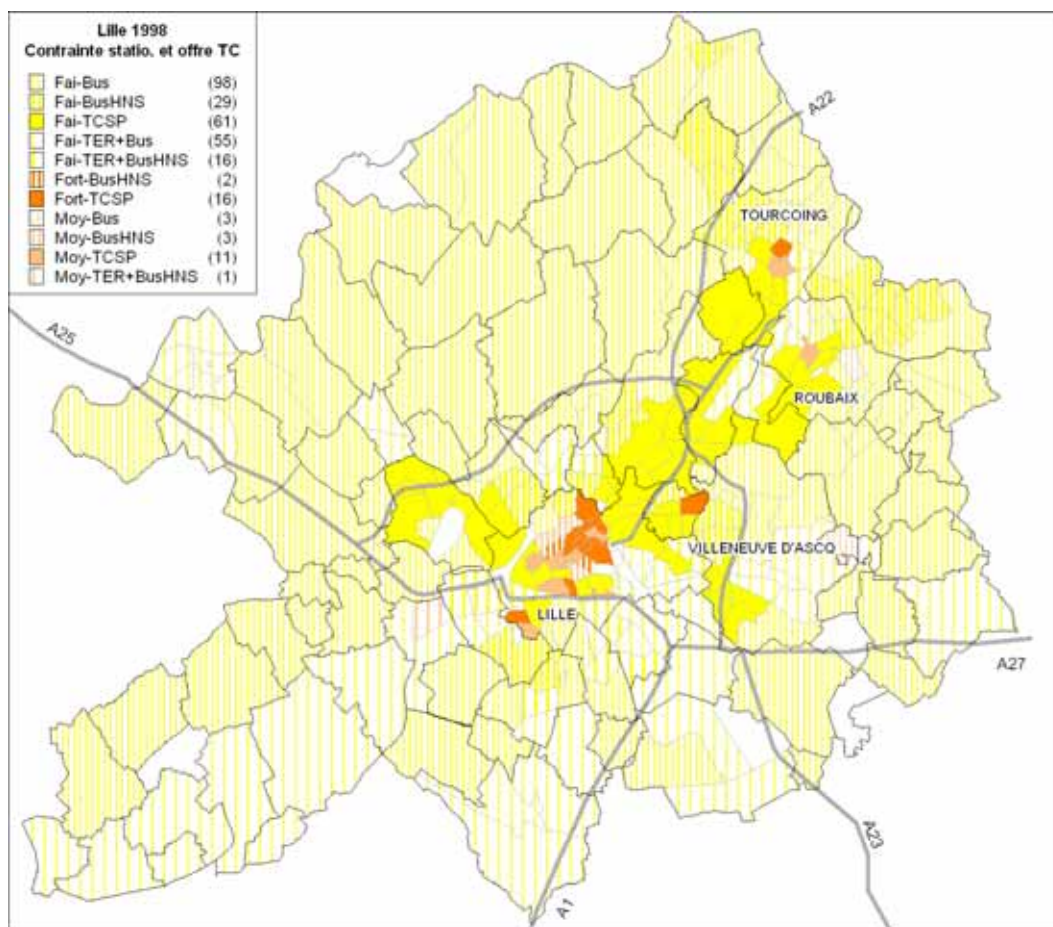 Lille 1998
Contrainte statio. et offre TC
Fai-Bus (98)
Fai-BusHNS (29)
Fai-TCSP (61)
Fai-TER+Bus (55)
Fai-TER+BusHNS (16)
Fort-BusHNS (2)
Fort-TCSP (16)
Moy-Bus (3)
Moy-BusHNS (3)
Moy-TCSP (11)
Moy-TER+BusHNS (1)
A22
TOURCOING
A25
ROUBAIX
VILLENEUVE D'ASCQ
LILLE
A27
A23
A1